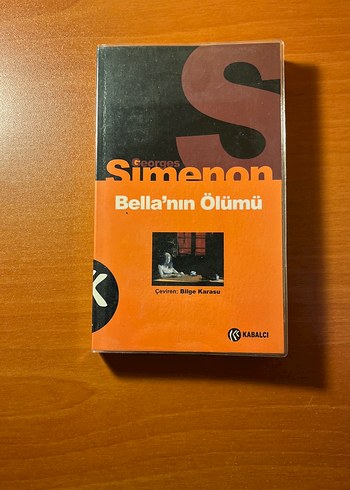 S
Georges
Simenon
Bella'nın Ölümü
Çeviren: Bilge Karasu
K
KABALCI